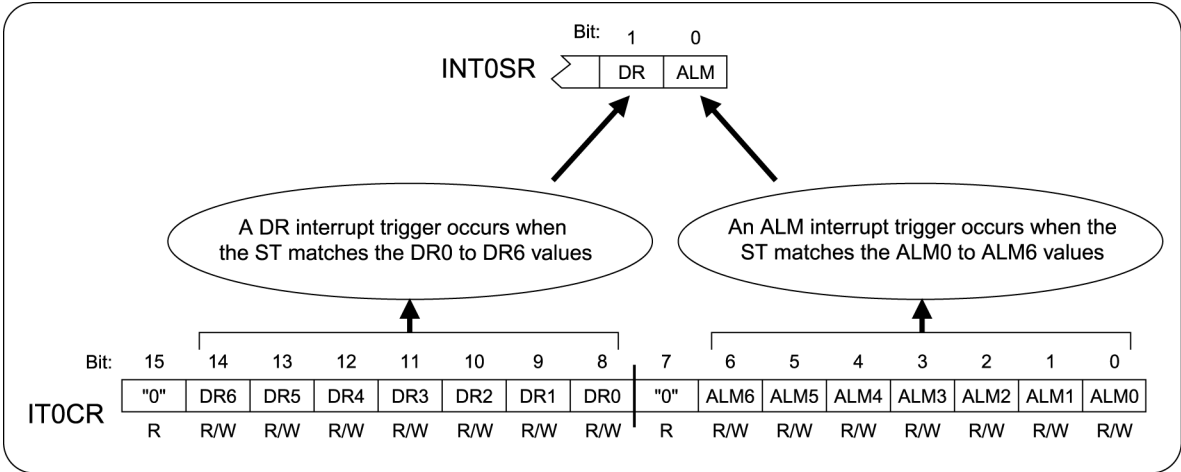 Bit: 1 0
INT0SR DR ALM
A DR interrupt trigger occurs when
the ST matches the DR0 to DR6 values
An ALM interrupt trigger occurs when the
ST matches the ALM0 to ALM6 values
Bit: 15 14 13 12 11 10 9 8 7 6 5 4 3 2 1 0
IT0CR "0" DR6 DR5 DR4 DR3 DR2 DR1 DR0 "0" ALM6 ALM5 ALM4 ALM3 ALM2 ALM1 ALM0
R R/W R/W R/W R/W R/W R/W R/W R R/W R/W R/W R/W R/W R/W R/W